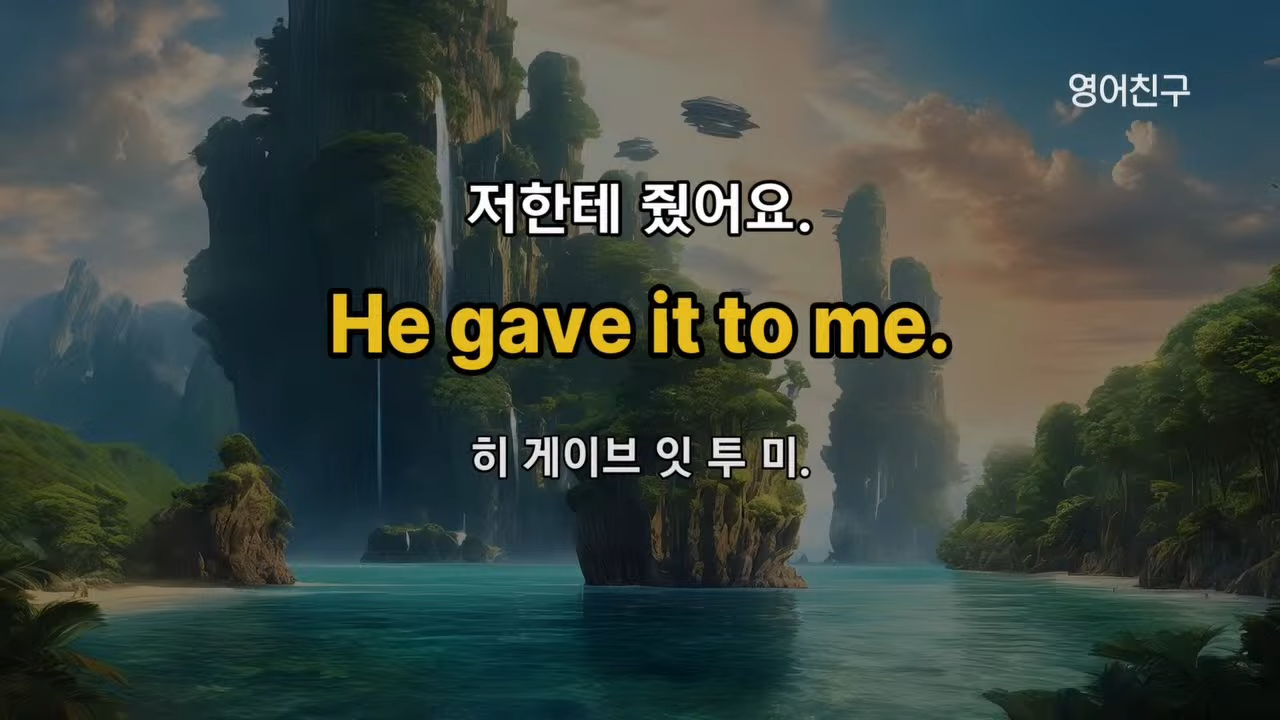 영어친구
저한테 줬어요.
He gave it to me.
히 게이브 잇 투 미.